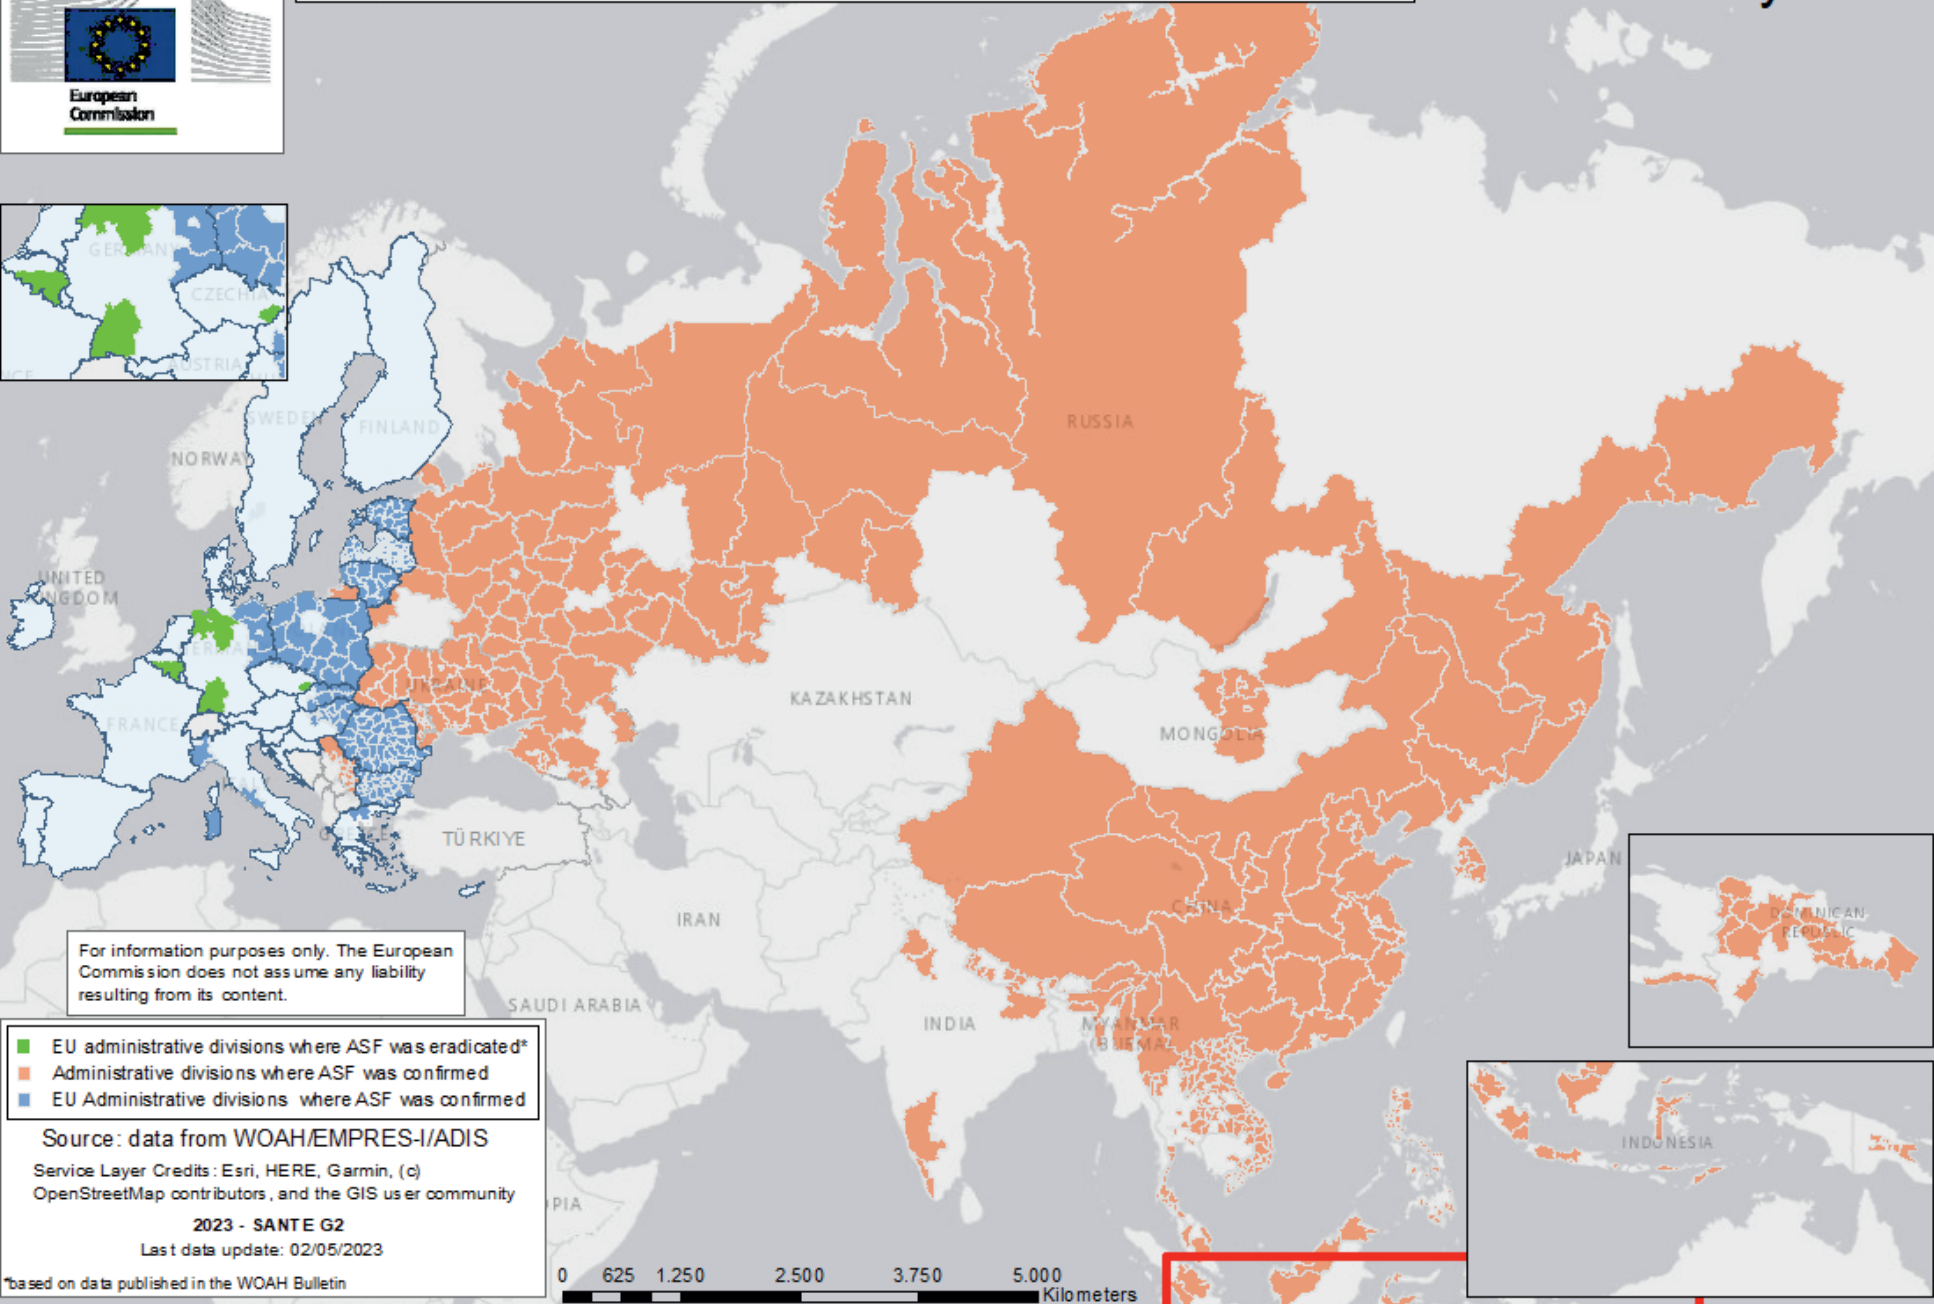 European
Commission
GERMANY
CZECHIA
AUSTRIA
SWEDEN
FINLAND
NORWAY
RUSSIA
UNITED
KINGDOM
UKRAINE
KAZAKHSTAN
MONGOLIA
FRANCE
ITALY
GREECE
TÜRKIYE
JAPAN
IRAN
CHINA
DOMINICAN
REPUBLIC
For information purposes only. The European
Commission does not assume any liability
resulting from its content.
SAUDI ARABIA
INDIA
MYANMAR
(BURMA)
EU administrative divisions where ASF was eradicated*
Administrative divisions where ASF was confirmed
EU Administrative divisions where ASF was confirmed
Source: data from WOAH/EMPRES-I/ADIS
Service Layer Credits: Esri, HERE, Garmin, (c)
OpenStreetMap contributors, and the GIS user community
2023 - SANTE G2
Last data update: 02/05/2023
*based on data published in the WOAH Bulletin
OPIA
INDONESIA
0 625 1.250 2.500 3.750 5.000
Kilometers